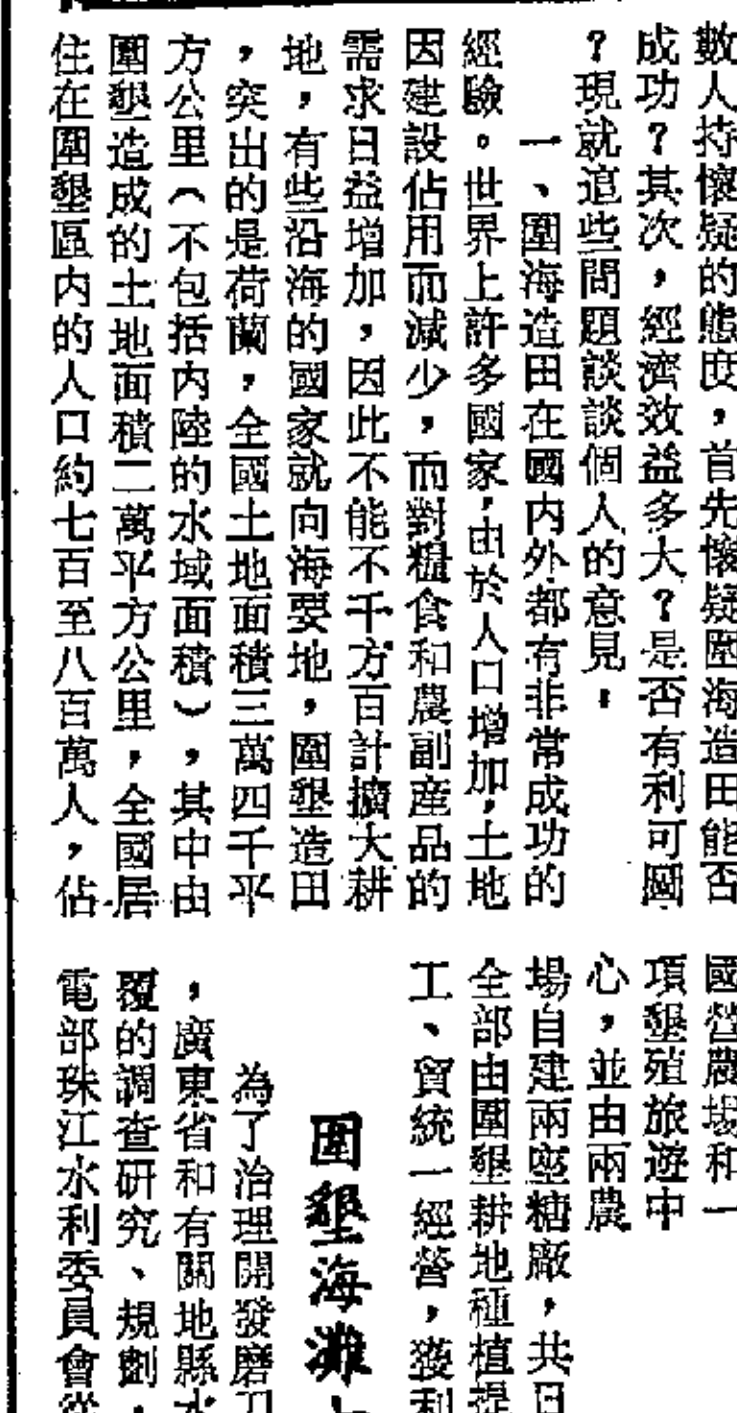 數人持懷疑的態度，首先懷疑圍海造田能否
成功？其次，經濟效益多大？是否有利可圖
？現就這些問題談談個人的意見．
一、圍海造田在國内外都有非常成功的
經驗。世界上許多國家，由於人口增加，土地
因建設佔用而減少，而對糧食和農副産品的
需求日益增加，因此不能不千方百計擴大耕
地，有些沿海的國家就向海要地，圍墾造田
，突出的是荷蘭，全國土地面積三萬四千平
方公里（不包括内陸的水域面積），其中由
圍墾造成的土地面積二萬平方公里，全國居
住在圍墾區内的人口約七百至八百萬人，佔
國營農場和一
項墾殖旅遊中
心，並由兩農
場自建兩座糖廠，共日
全部由圍墾耕地種植提
工、貿統一經營，獲利
圍墾海灘
為了治理開發磨刀
，廣東省和有關地縣水
覆的調查研究、規劃，
電部珠江水利委員會從